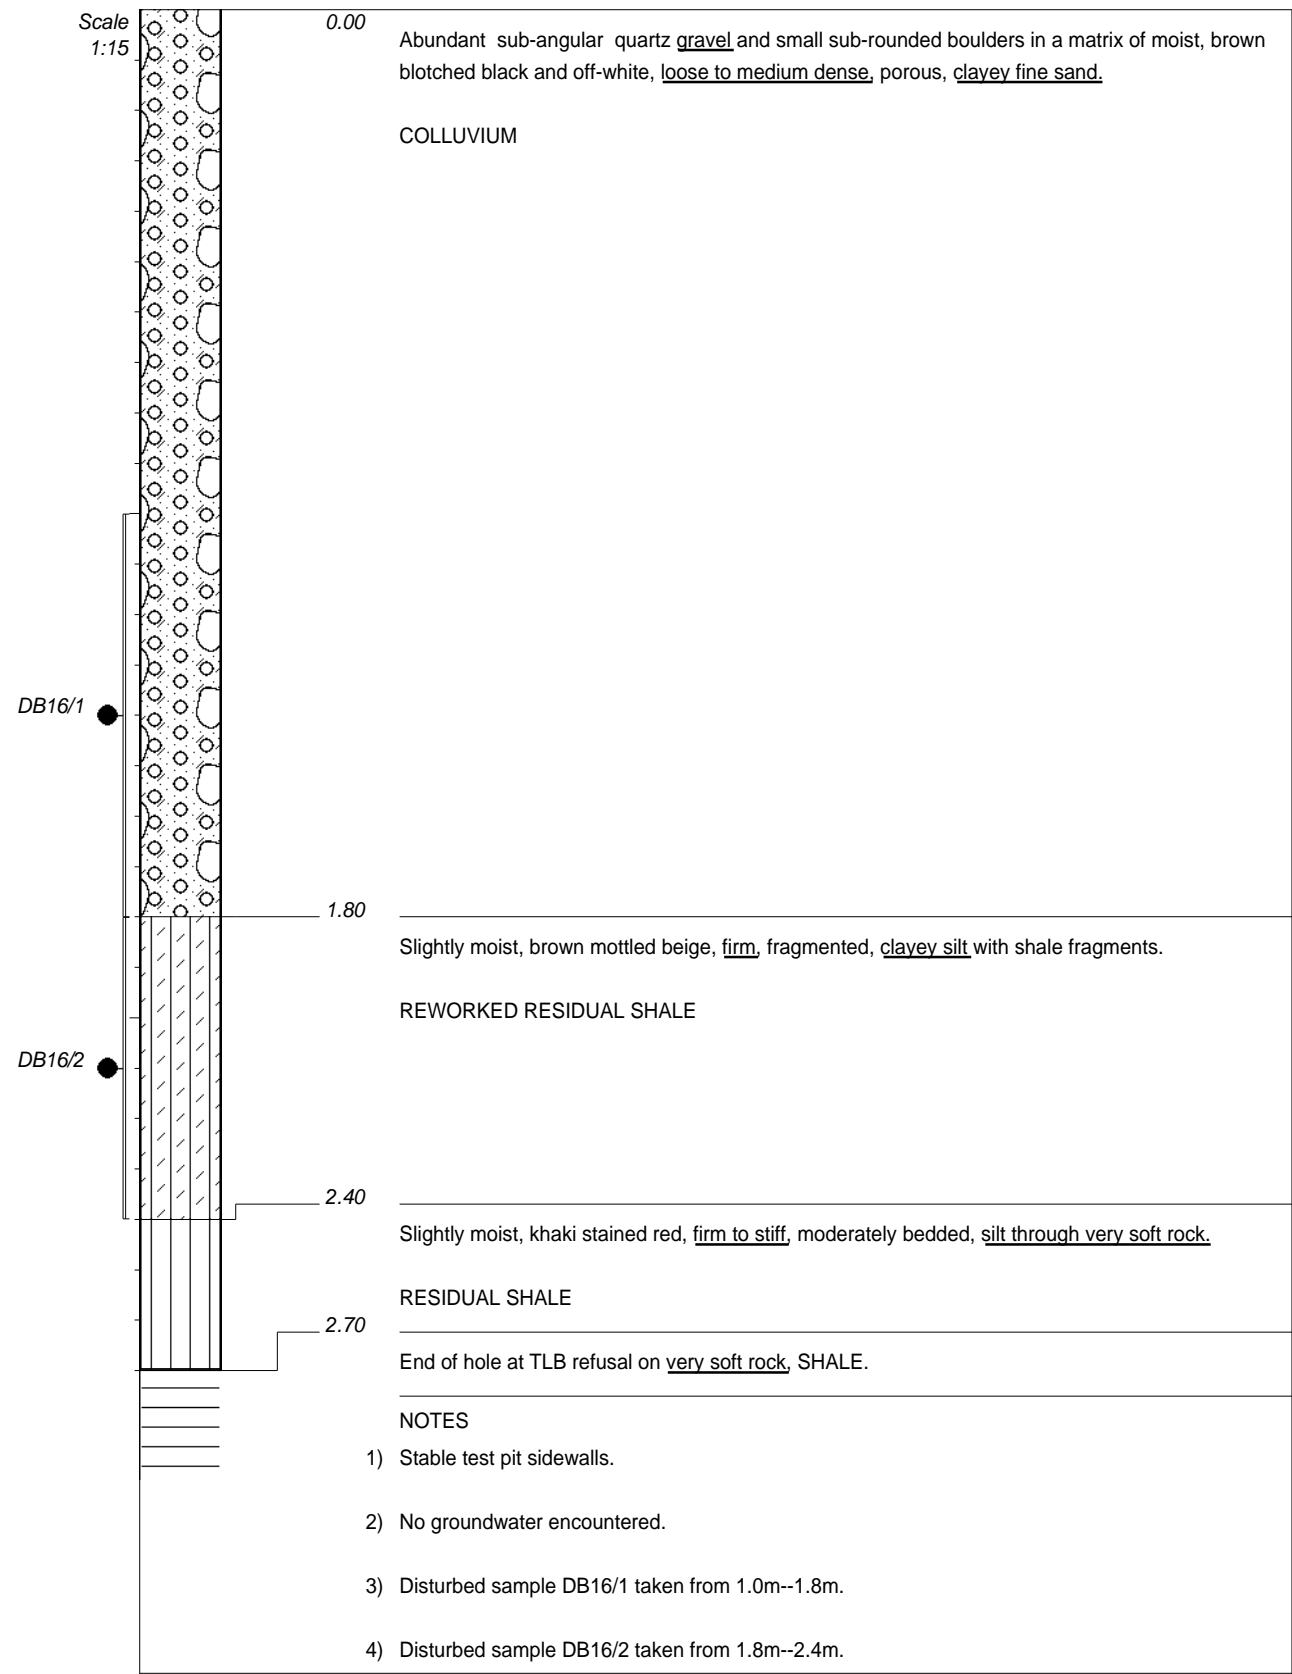 Scale
1:15
0.00
Abundant sub-angular quartz gravel and small sub-rounded boulders in a matrix of moist, brown
blotched black and off-white, loose to medium dense, porous, clayey fine sand.
COLLUVIUM
DB16/1
1.80
Slightly moist, brown mottled beige, firm, fragmented, clayey silt with shale fragments.
REWORKED RESIDUAL SHALE
DB16/2
2.40
Slightly moist, khaki stained red, firm to stiff, moderately bedded, silt through very soft rock.
RESIDUAL SHALE
2.70
End of hole at TLB refusal on very soft rock, SHALE.
NOTES
1) Stable test pit sidewalls.
2) No groundwater encountered.
3) Disturbed sample DB16/1 taken from 1.0m--1.8m.
4) Disturbed sample DB16/2 taken from 1.8m--2.4m.